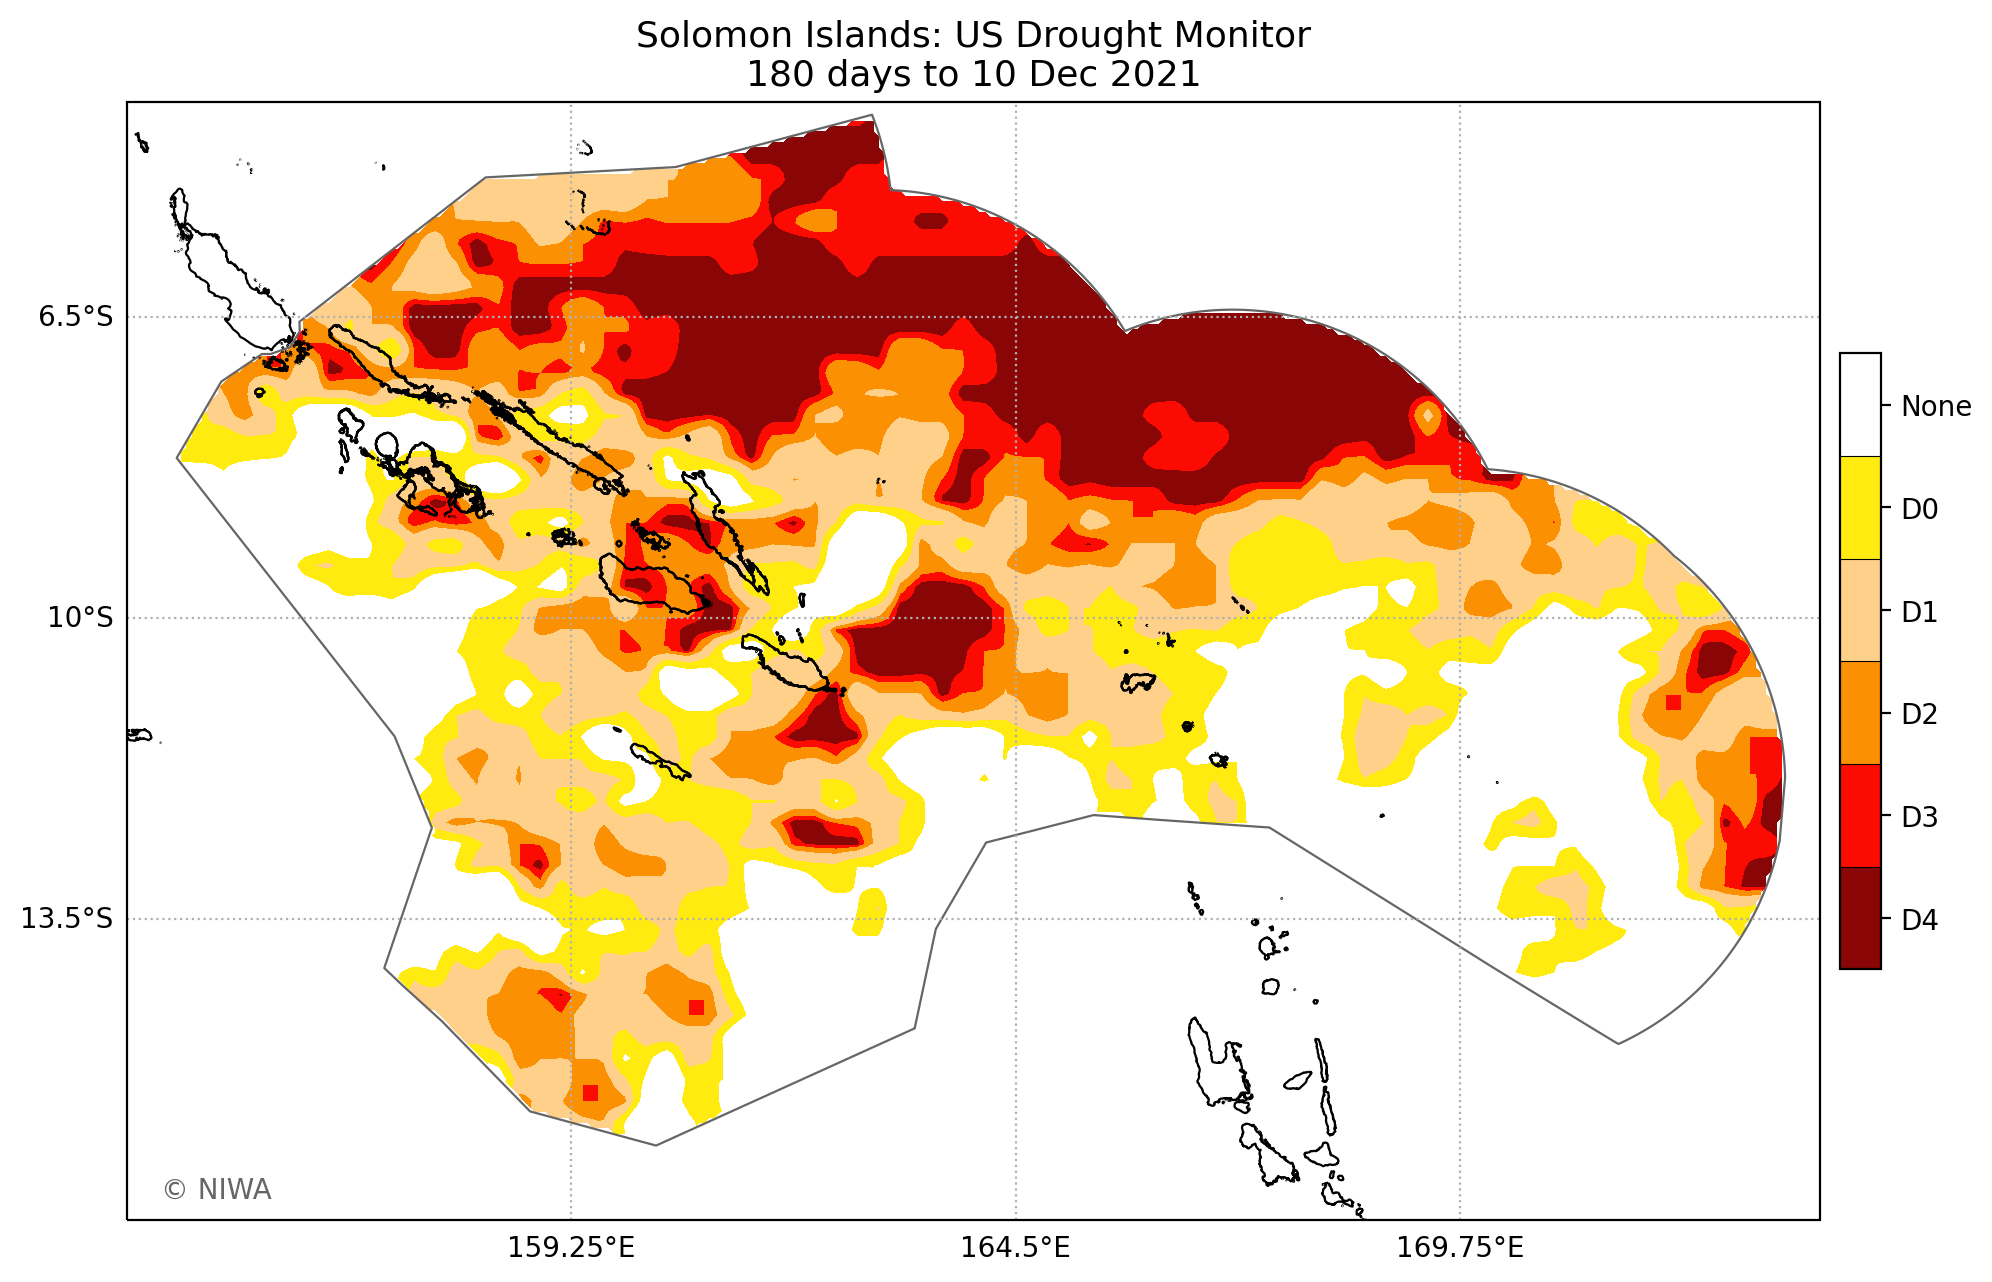 Solomon Islands: US Drought Monitor
180 days to 10 Dec 2021
6.5°S
10°S
13.5°S
159.25°E
164.5°E
169.75°E
None
D0
D1
D2
D3
D4
© NIWA